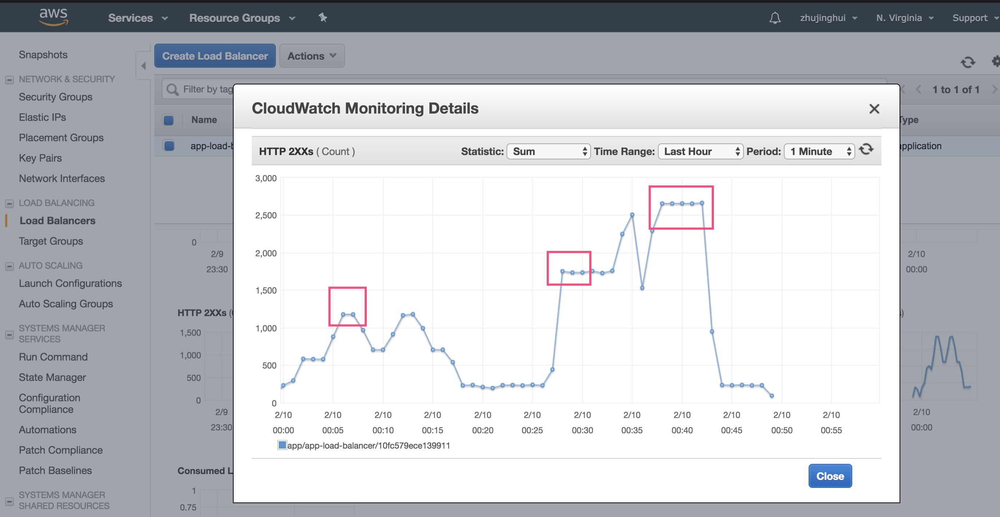 aws Services Resource Groups zhujinghui N. Virginia Support
Snapshots
NETWORK & SECURITY
Security Groups
Elastic IPs
Placement Groups
Key Pairs
Network Interfaces
LOAD BALANCING
Load Balancers
Target Groups
AUTO SCALING
Launch Configurations
Auto Scaling Groups
SYSTEMS MANAGER
SERVICES
Run Command
State Manager
Configuration
Compliance
Automations
Patch Compliance
Patch Baselines
SYSTEMS MANAGER
SHARED RESOURCES
Create Load Balancer Actions
Filter by tag
1 to 1 of 1
Name
Type
app-load-b
application
0
2/9
23:30
2/10
00:00
HTTP 2XXs (
s)
1,500
1,000
500
0
2/9
23:30
2/10
00:00
Consumed L
1
0.75
CloudWatch Monitoring Details
HTTP 2XXs ( Count ) Statistic: Sum Time Range: Last Hour Period: 1 Minute
3,000
2,500
2,000
1,500
1,000
500
0
2/10 2/10 2/10 2/10 2/10 2/10 2/10 2/10 2/10 2/10 2/10 2/10
00:00 00:05 00:10 00:15 00:20 00:25 00:30 00:35 00:40 00:45 00:50 00:55
app/app-load-balancer/10fc579ece139911
Close